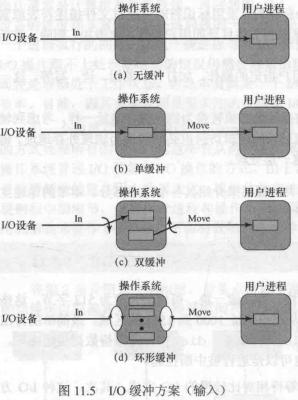 操作系统 用户进程
I/O设备 In
(a) 无缓冲
操作系统 用户进程
I/O设备 In Move
(b) 单缓冲
操作系统 用户进程
I/O设备 In Move
(c) 双缓冲
操作系统 用户进程
I/O设备 In Move
(d) 环形缓冲
图 11.5 I/O 缓冲方案（输入）